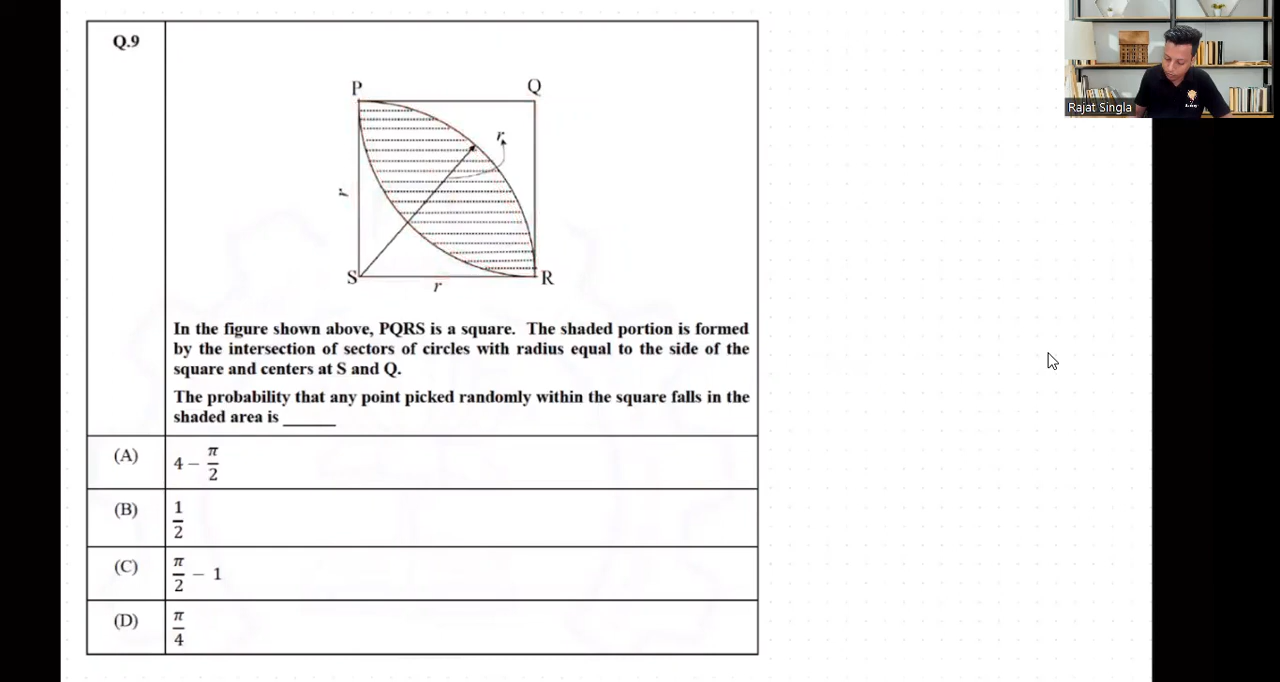 Q.9
P
Q
r
r
S
R
r
In the figure shown above, PQRS is a square. The shaded portion is formed
by the intersection of sectors of circles with radius equal to the side of the
square and centers at S and Q.
The probability that any point picked randomly within the square falls in the
shaded area is ______
(A) 4 − π/2
(B) 1/2
(C) π/2 − 1
(D) π/4
Rajat Singla